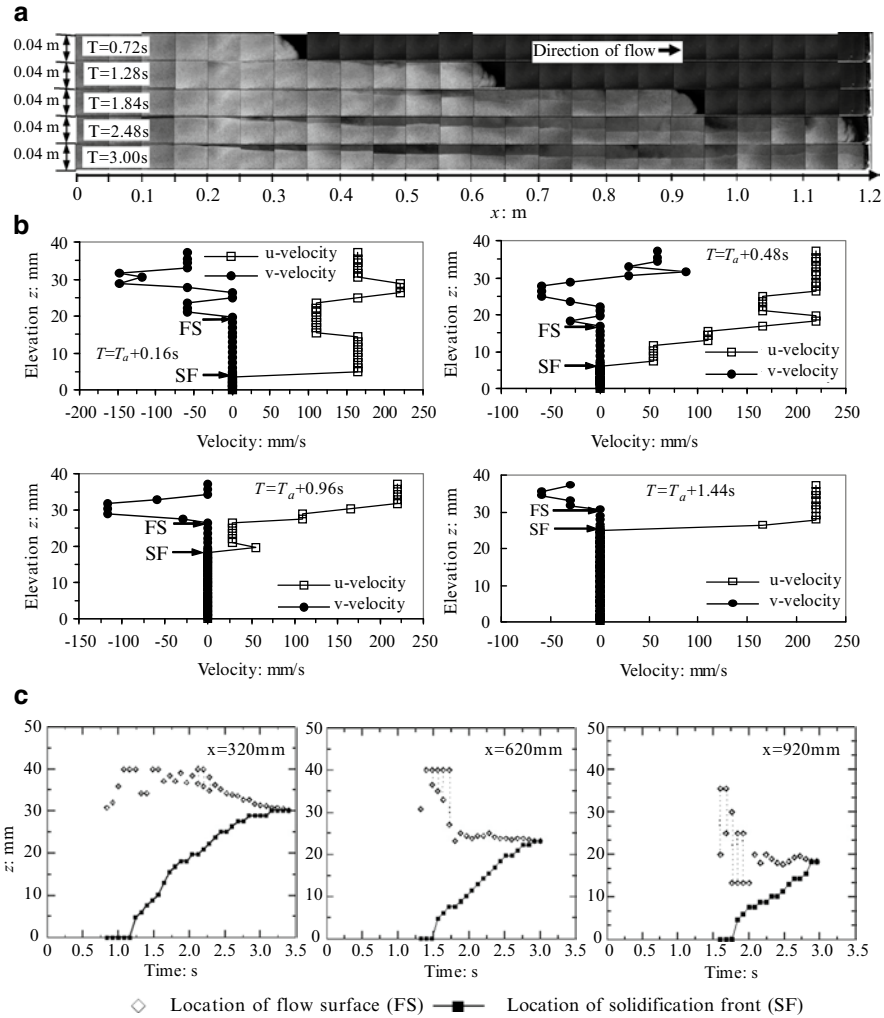 a
0.04 m
T=0.72s
Direction of flow
0.04 m
T=1.28s
0.04 m
T=1.84s
0.04 m
T=2.48s
0.04 m
T=3.00s
0 0.1 0.2 0.3 0.4 0.5 0.6 0.7 0.8 0.9 1.0 1.1 1.2
x: m
b
Elevation z: mm
40
30
20
10
0
u-velocity
v-velocity
FS
T=Ta+0.16s
SF
-200 -150 -100 -50 0 50 100 150 200 250
Velocity: mm/s
Elevation z: mm
40
30
20
10
0
T=Ta+0.48s
FS
SF
u-velocity
v-velocity
-100 -50 0 50 100 150 200 250
Velocity: mm/s
Elevation z: mm
40
30
20
10
0
T=Ta+0.96s
FS
SF
u-velocity
v-velocity
-150 -100 -50 0 50 100 150 200 250
Velocity: mm/s
Elevation z: mm
40
30
20
10
0
T=Ta+1.44s
FS
SF
u-velocity
v-velocity
-100 -50 0 50 100 150 200 250
Velocity: mm/s
c
z: mm
50
40
30
20
10
0
x=320mm
0.5 1.0 1.5 2.0 2.5 3.0 3.5
Time: s
50
40
30
20
10
0
x=620mm
0.0 0.5 1.0 1.5 2.0 2.5 3.0 3.5
Time: s
50
40
30
20
10
0
x=920mm
0.0 0.5 1.0 1.5 2.0 2.5 3.0 3.5
Time: s
Location of flow surface (FS)
Location of solidification front (SF)